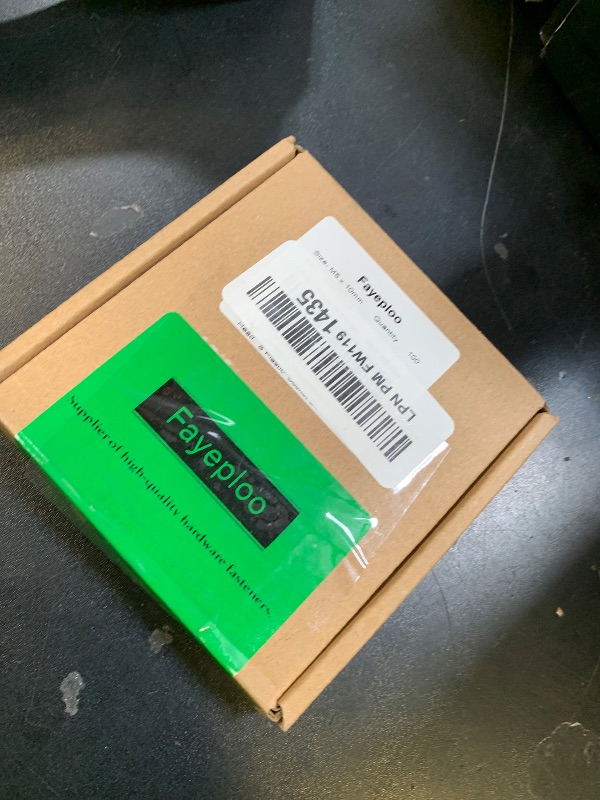 Fayeploo
Size: M5 x 10mm Quantity 100
LPN PM FW119 1435
Fayeploo
Supplier of high-quality hardware fasteners.